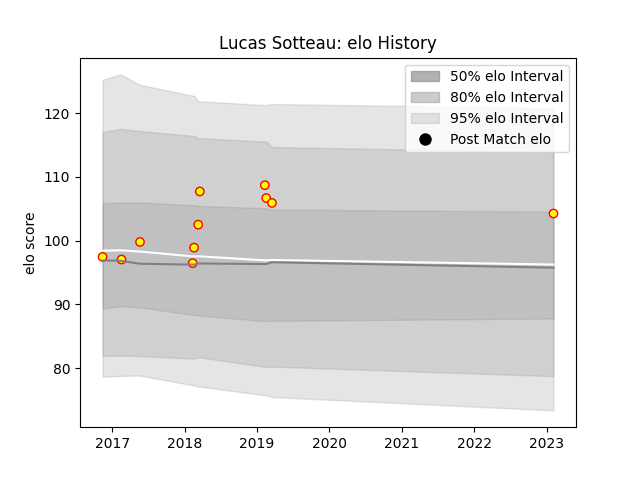 Lucas Sotteau: elo History
50% elo Interval
80% elo Interval
95% elo Interval
Post Match elo
elo score
120
110
100
90
80
2017 2018 2019 2020 2021 2022 2023